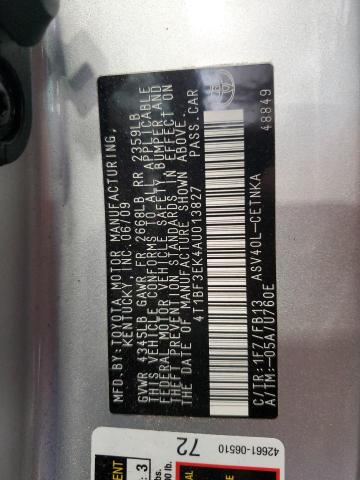 MFD.BY: TOYOTA MOTOR MANUFACTURING,
KENTUCKY, INC. 06/09
GVWR 4345LB GAWR FR 2668LB RR 2359LB
THIS VEHICLE CONFORMS TO ALL APPLICABLE
FEDERAL MOTOR VEHICLE SAFETY, BUMPER, AND
THEFT PREVENTION STANDARDS IN EFFECT ON
THE DATE OF MANUFACTURE SHOWN ABOVE.
4T1BF3EK4AU013827 PASS.CAR
C/TR:1F7/FB13 ASV40L-CETNKA
A/TM:-05A/U760E
48849
42661-06510
72